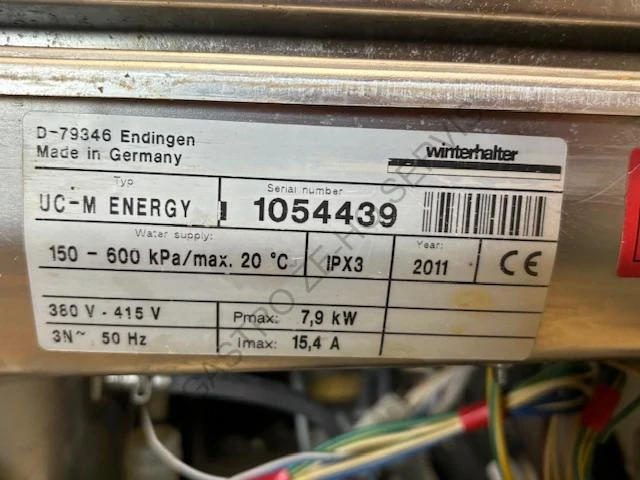 D-79346 Endingen
Made in Germany
winterhalter
Typ
Serial number
UC-M ENERGY
1054439
Water supply:
150 - 600 kPa/max. 20 °C
IPX3
Year:
2011
CE
380 V - 415 V
Pmax: 7,9 kW
3N~ 50 Hz
Imax: 15,4 A